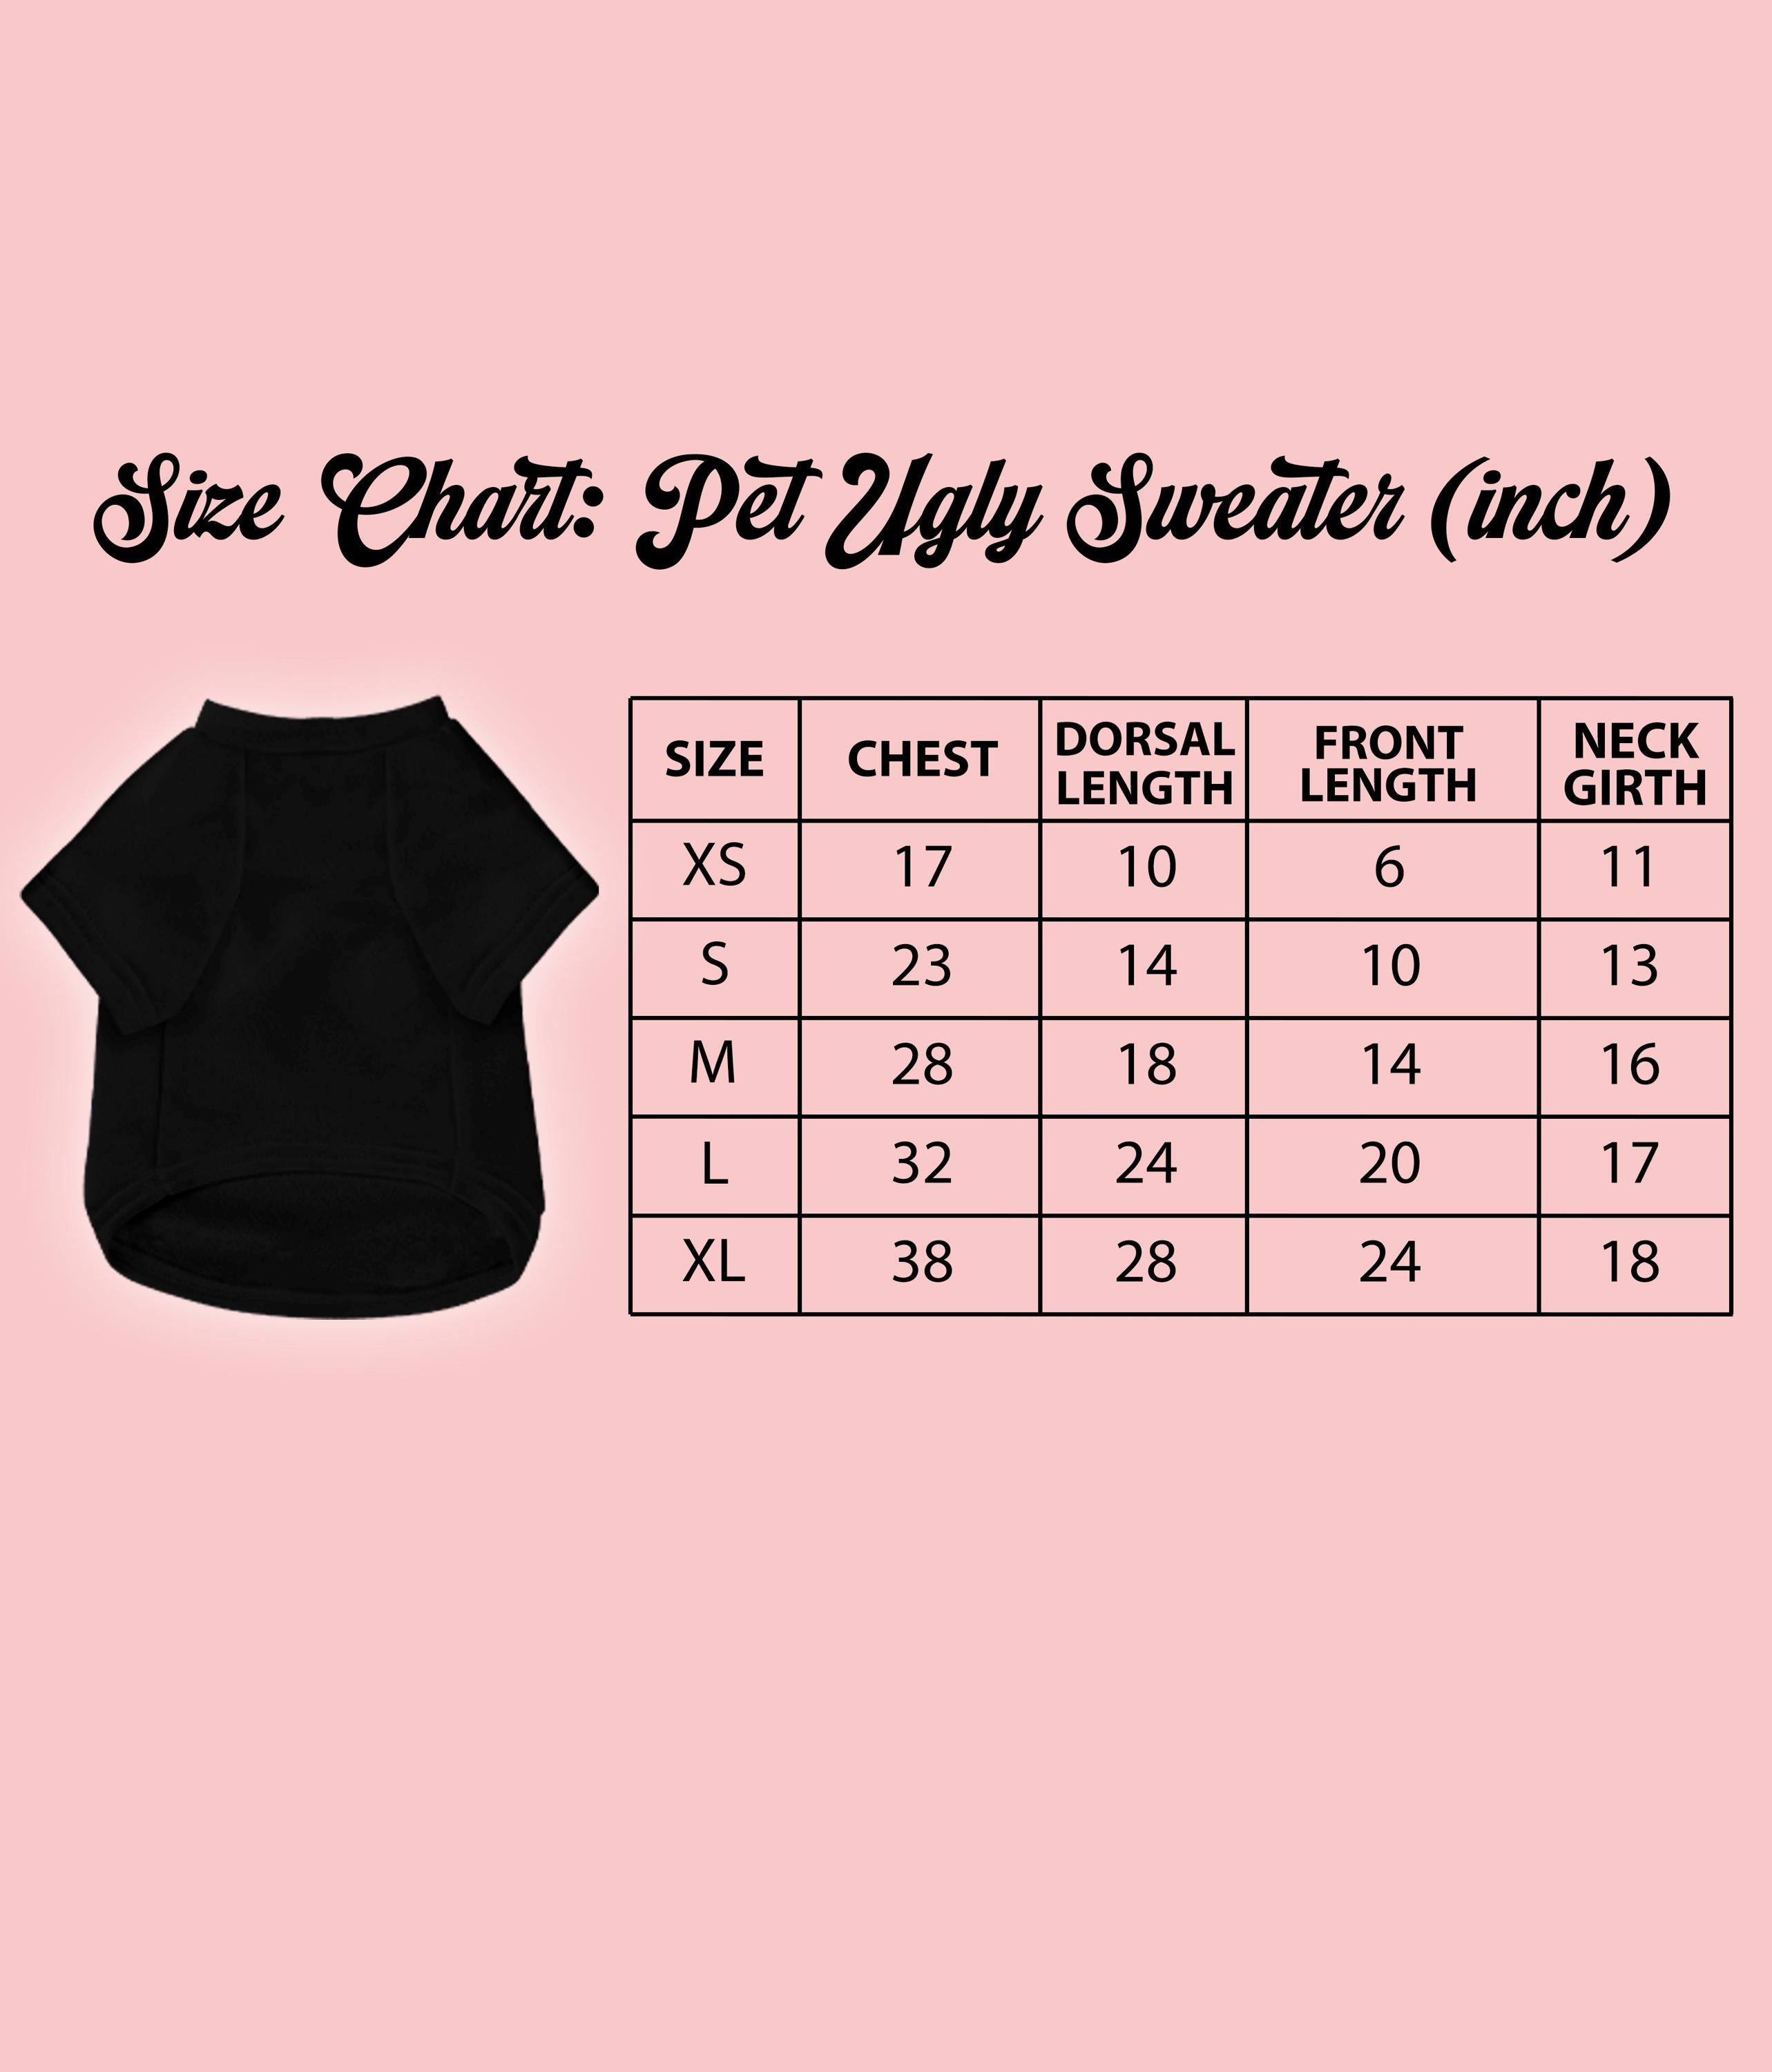 Size Chart: Pet Ugly Sweater (inch)
SIZE CHEST DORSAL LENGTH FRONT LENGTH NECK GIRTH
XS 17 10 6 11
S 23 14 10 13
M 28 18 14 16
L 32 24 20 17
XL 38 28 24 18